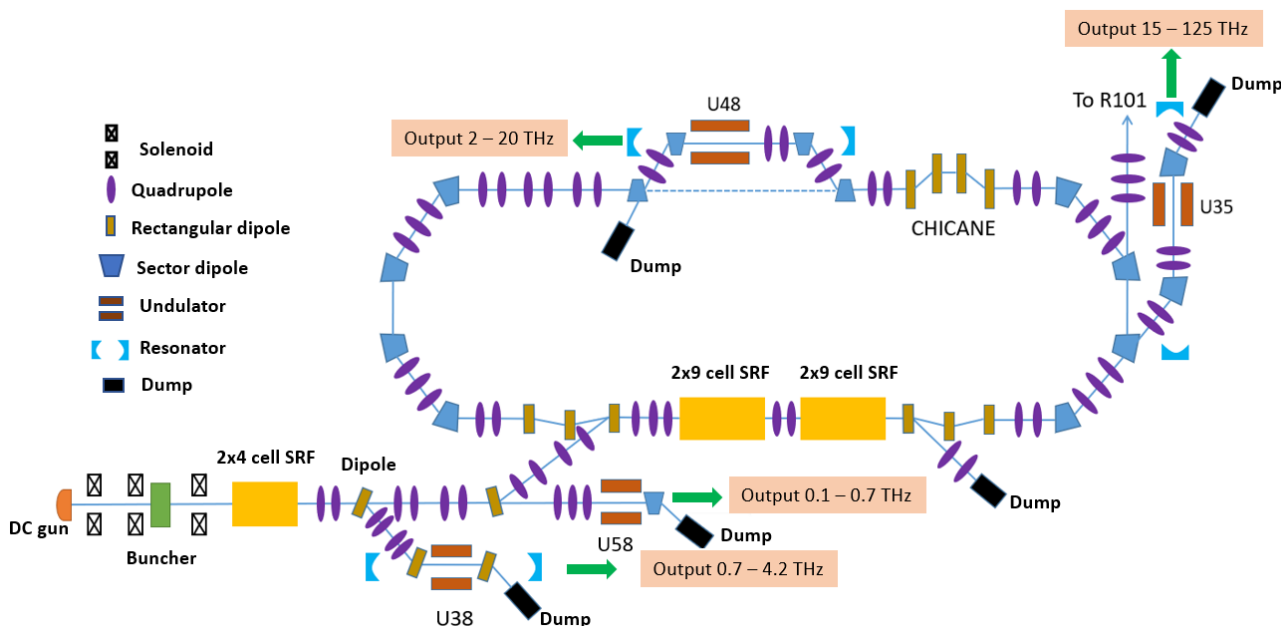 Output 15 – 125 THz
Dump
To R101
U48
Output 2 – 20 THz
Solenoid
Quadrupole
Rectangular dipole
Sector dipole
Undulator
Resonator
Dump
U35
CHICANE
Dump
2x9 cell SRF
2x9 cell SRF
2x4 cell SRF
Dipole
Output 0.1 – 0.7 THz
Dump
DC gun
Buncher
U58
Dump
Output 0.7 – 4.2 THz
U38
Dump